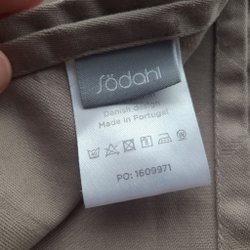 södahl
Danish design
Made in Portugal
PO: 1609971